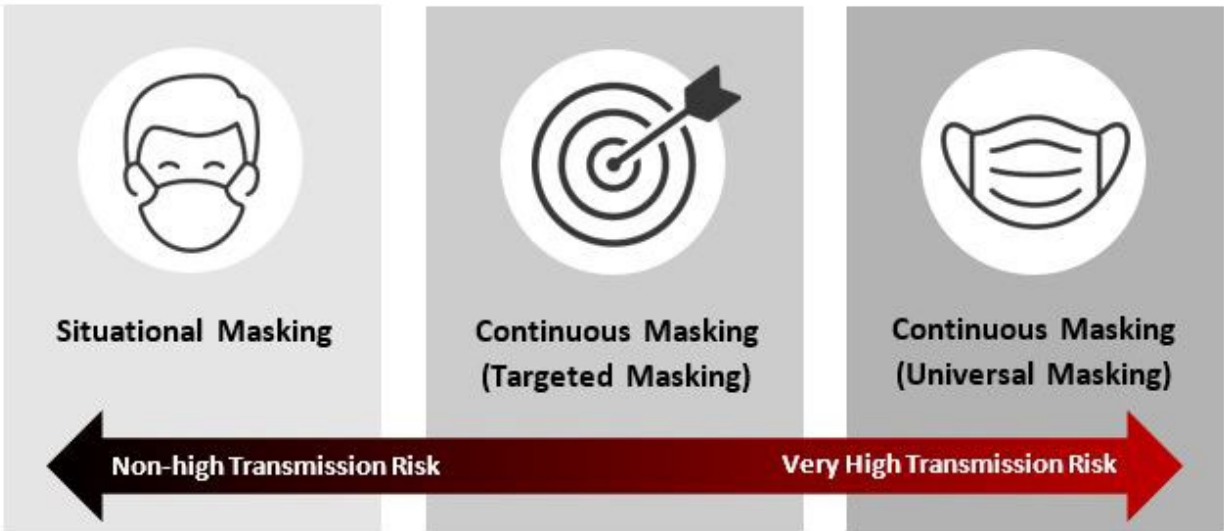 Situational Masking
Continuous Masking
(Targeted Masking)
Continuous Masking
(Universal Masking)
Non-high Transmission Risk
Very High Transmission Risk